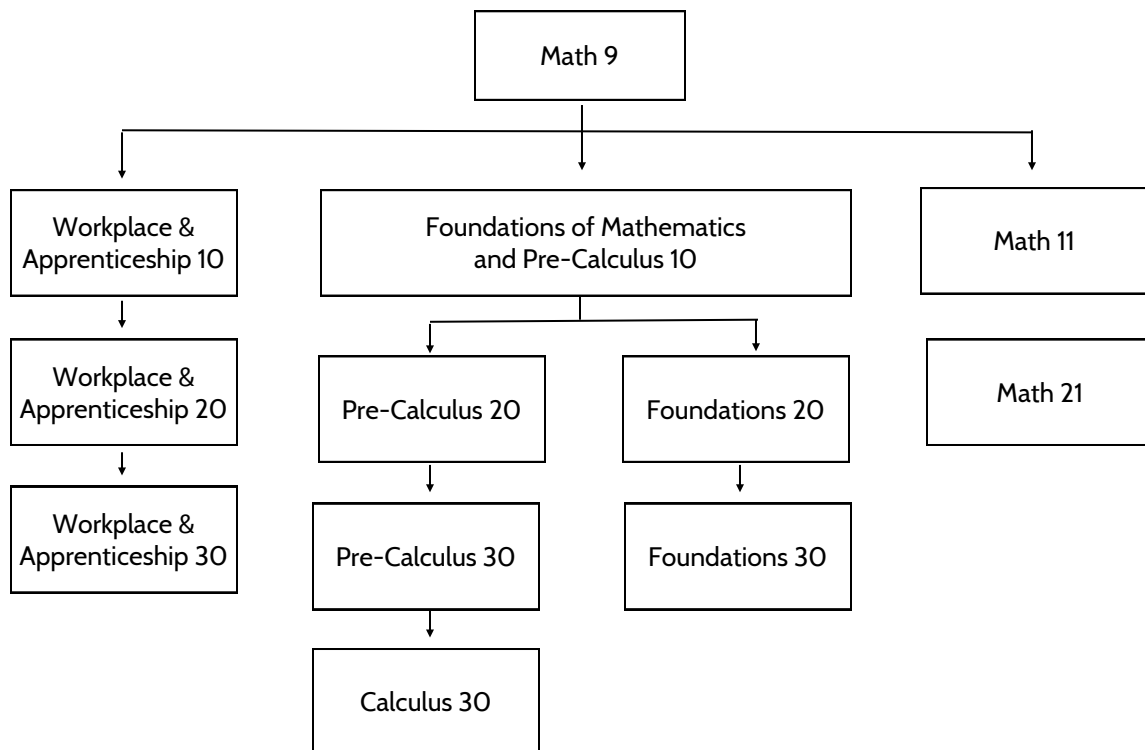 Math 9
Workplace &
Apprenticeship 10
Foundations of Mathematics
and Pre-Calculus 10
Math 11
Workplace &
Apprenticeship 20
Pre-Calculus 20
Foundations 20
Math 21
Workplace &
Apprenticeship 30
Pre-Calculus 30
Foundations 30
Calculus 30